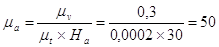 μₐ = μᵥ / (μₜ × Hₐ) = 0,3 / (0,0002 × 30) = 50